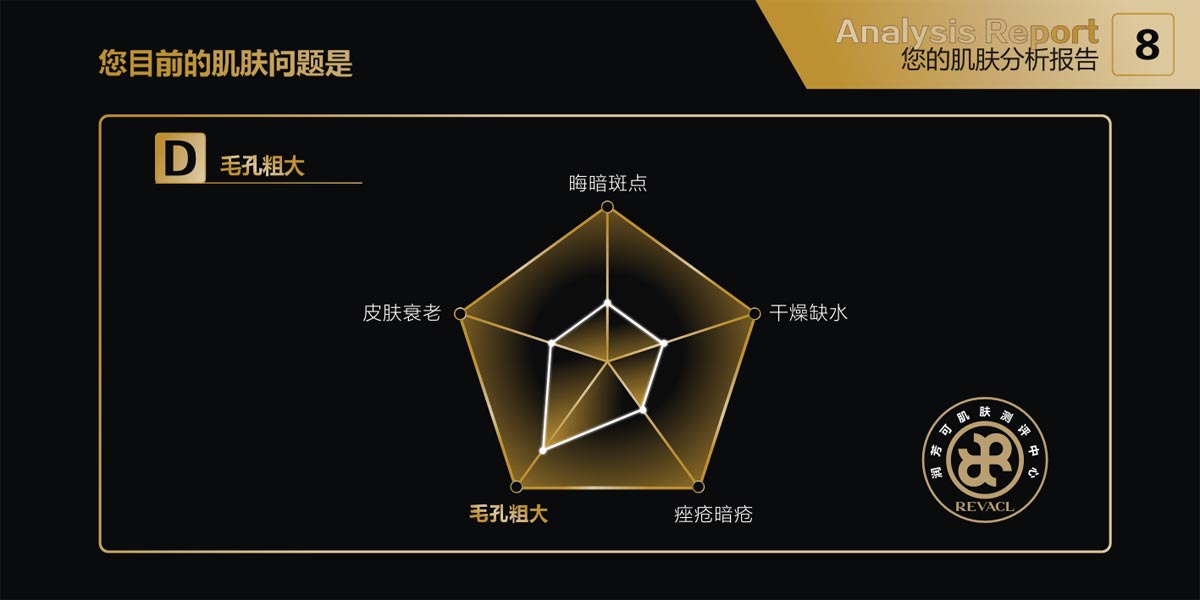 Analysis Report
您的肌肤分析报告
8
您目前的肌肤问题是
D
毛孔粗大
晦暗斑点
皮肤衰老
干燥缺水
毛孔粗大
痤疮暗疮
润芳可肌肤测评中心
REVACL